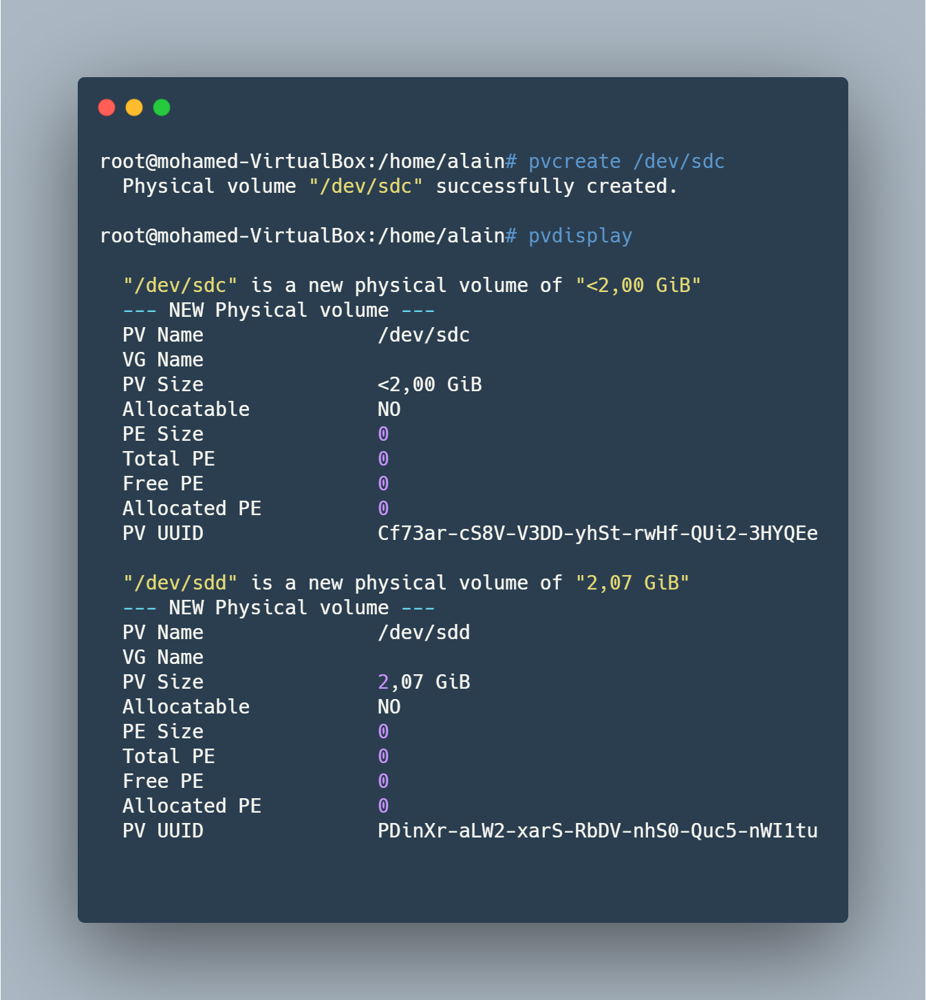 root@mohamed-VirtualBox:/home/alain# pvcreate /dev/sdc
  Physical volume "/dev/sdc" successfully created.

root@mohamed-VirtualBox:/home/alain# pvdisplay

  "/dev/sdc" is a new physical volume of "<2,00 GiB"
  --- NEW Physical volume ---
  PV Name               /dev/sdc
  VG Name
  PV Size               <2,00 GiB
  Allocatable           NO
  PE Size               0
  Total PE              0
  Free PE               0
  Allocated PE          0
  PV UUID               Cf73ar-cS8V-V3DD-yhSt-rwHf-QUi2-3HYQEe

  "/dev/sdd" is a new physical volume of "2,07 GiB"
  --- NEW Physical volume ---
  PV Name               /dev/sdd
  VG Name
  PV Size               2,07 GiB
  Allocatable           NO
  PE Size               0
  Total PE              0
  Free PE               0
  Allocated PE          0
  PV UUID               PDinXr-aLW2-xarS-RbDV-nhS0-Quc5-nWI1tu